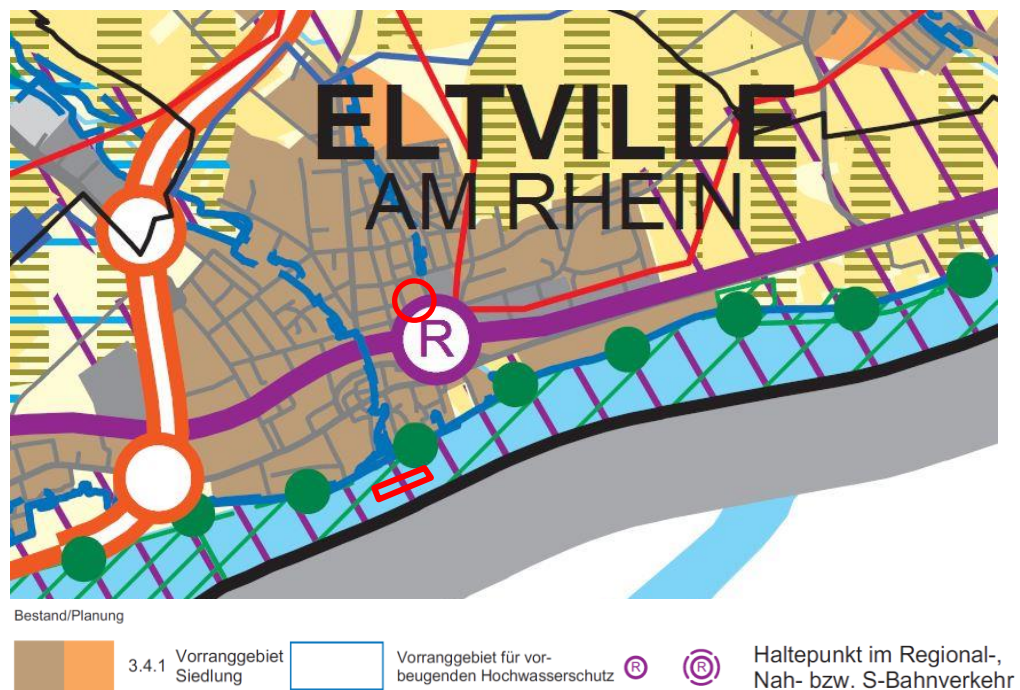 ELTVILLE
AM RHEIN
R
Bestand/Planung
3.4.1 Vorranggebiet
Siedlung
Vorranggebiet für vor-
beugenden Hochwasserschutz
R
R
Haltepunkt im Regional-,
Nah- bzw. S-Bahnverkehr